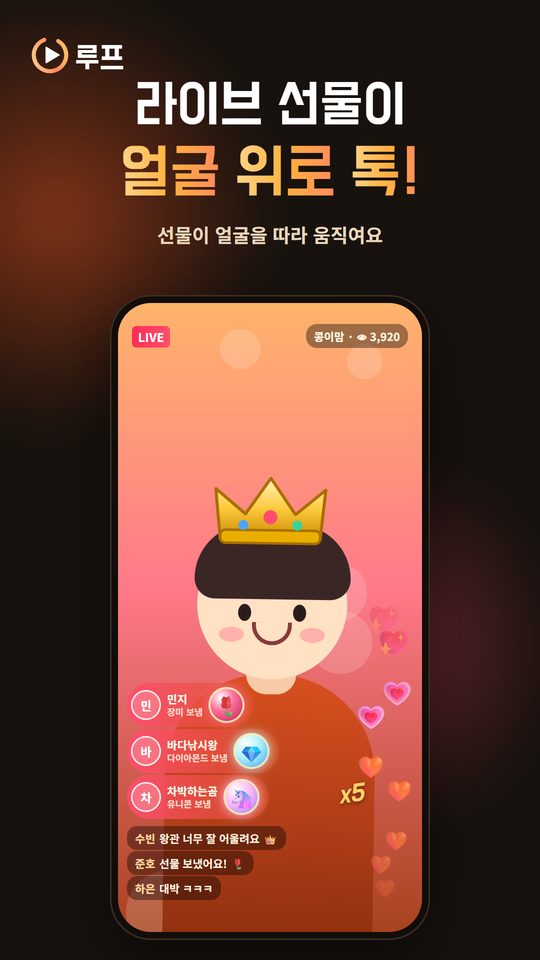 루프
라이브 선물이
얼굴 위로 톡!
선물이 얼굴을 따라 움직여요
LIVE
콩이맘 · 3,920
민
민지
장미 보냄
바
바다낚시왕
다이아몬드 보냄
차
차박하는곰
유니콘 보냄
x5
수빈 왕관 너무 잘 어울려요
준호 선물 보냈어요!
하은 대박 ㅋㅋㅋ